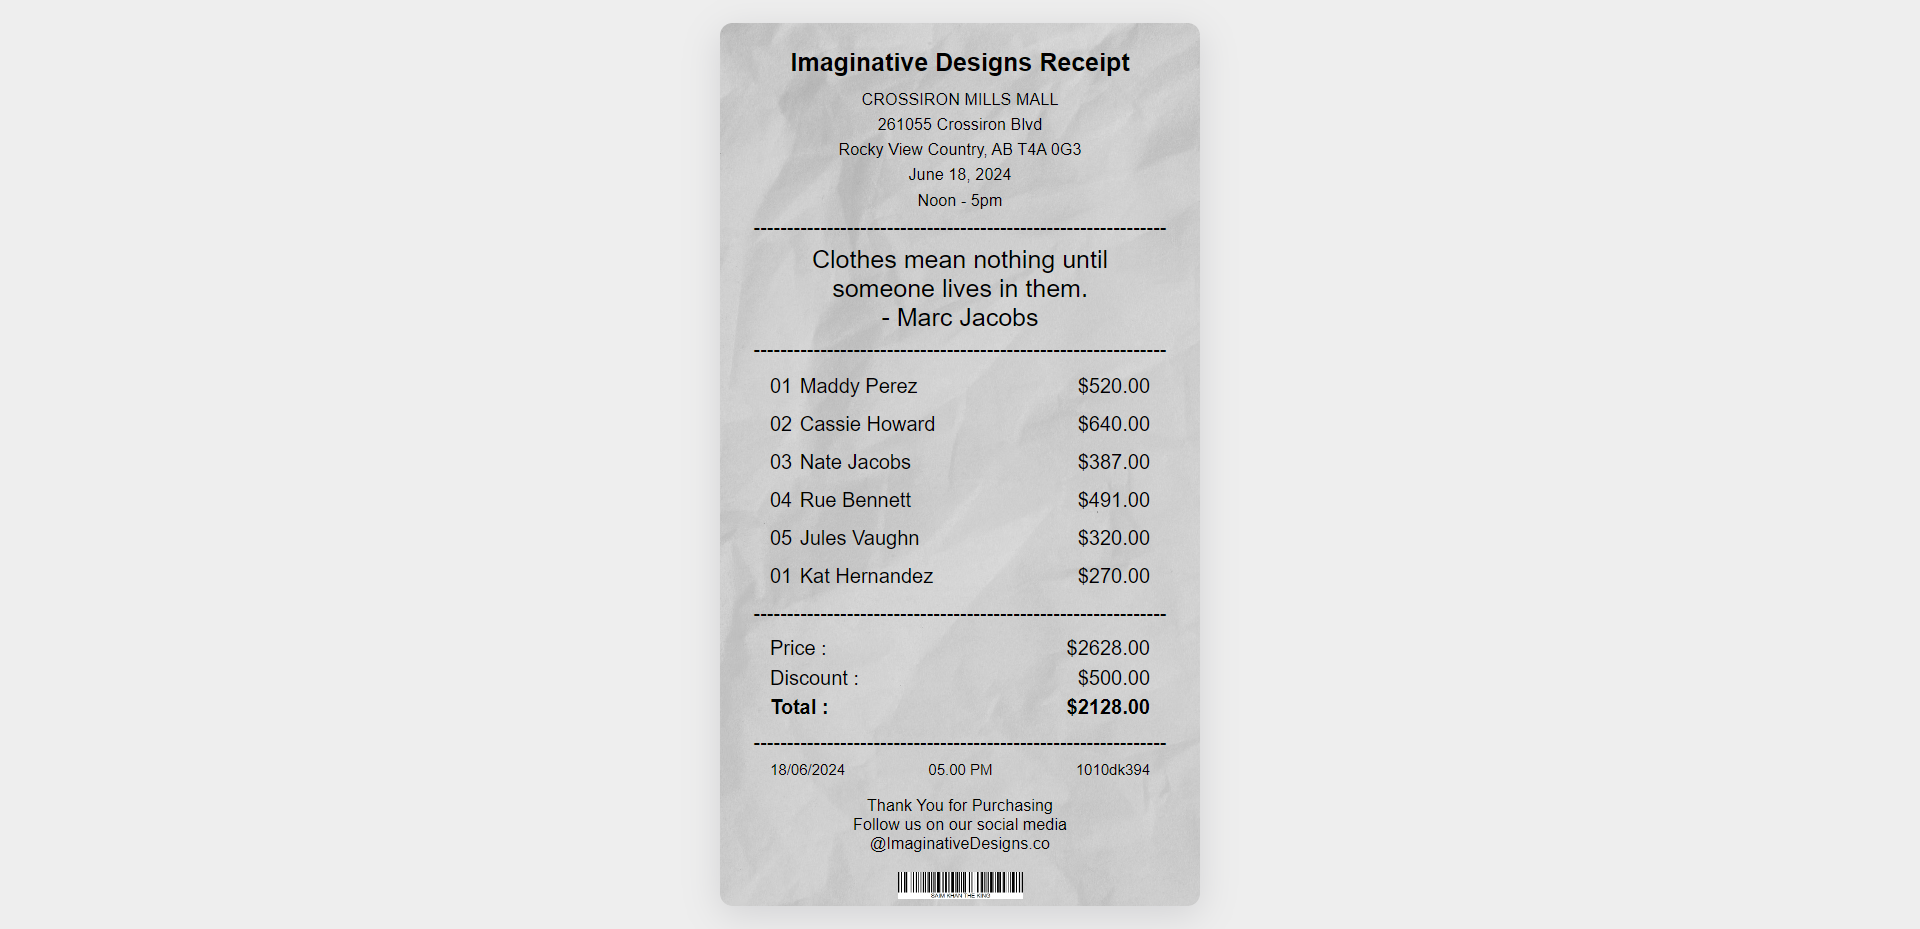 Imaginative Designs Receipt
CROSSIRON MILLS MALL
261055 Crossiron Blvd
Rocky View Country, AB T4A 0G3
June 18, 2024
Noon - 5pm
--------------------------------------------------------------
Clothes mean nothing until
someone lives in them.
- Marc Jacobs
--------------------------------------------------------------
01 Maddy Perez $520.00
02 Cassie Howard $640.00
03 Nate Jacobs $387.00
04 Rue Bennett $491.00
05 Jules Vaughn $320.00
01 Kat Hernandez $270.00
--------------------------------------------------------------
Price : $2628.00
Discount : $500.00
Total : $2128.00
--------------------------------------------------------------
18/06/2024 05.00 PM 1010dk394
Thank You for Purchasing
Follow us on our social media
@ImaginativeDesigns.co
SAIM KHAN THE KING